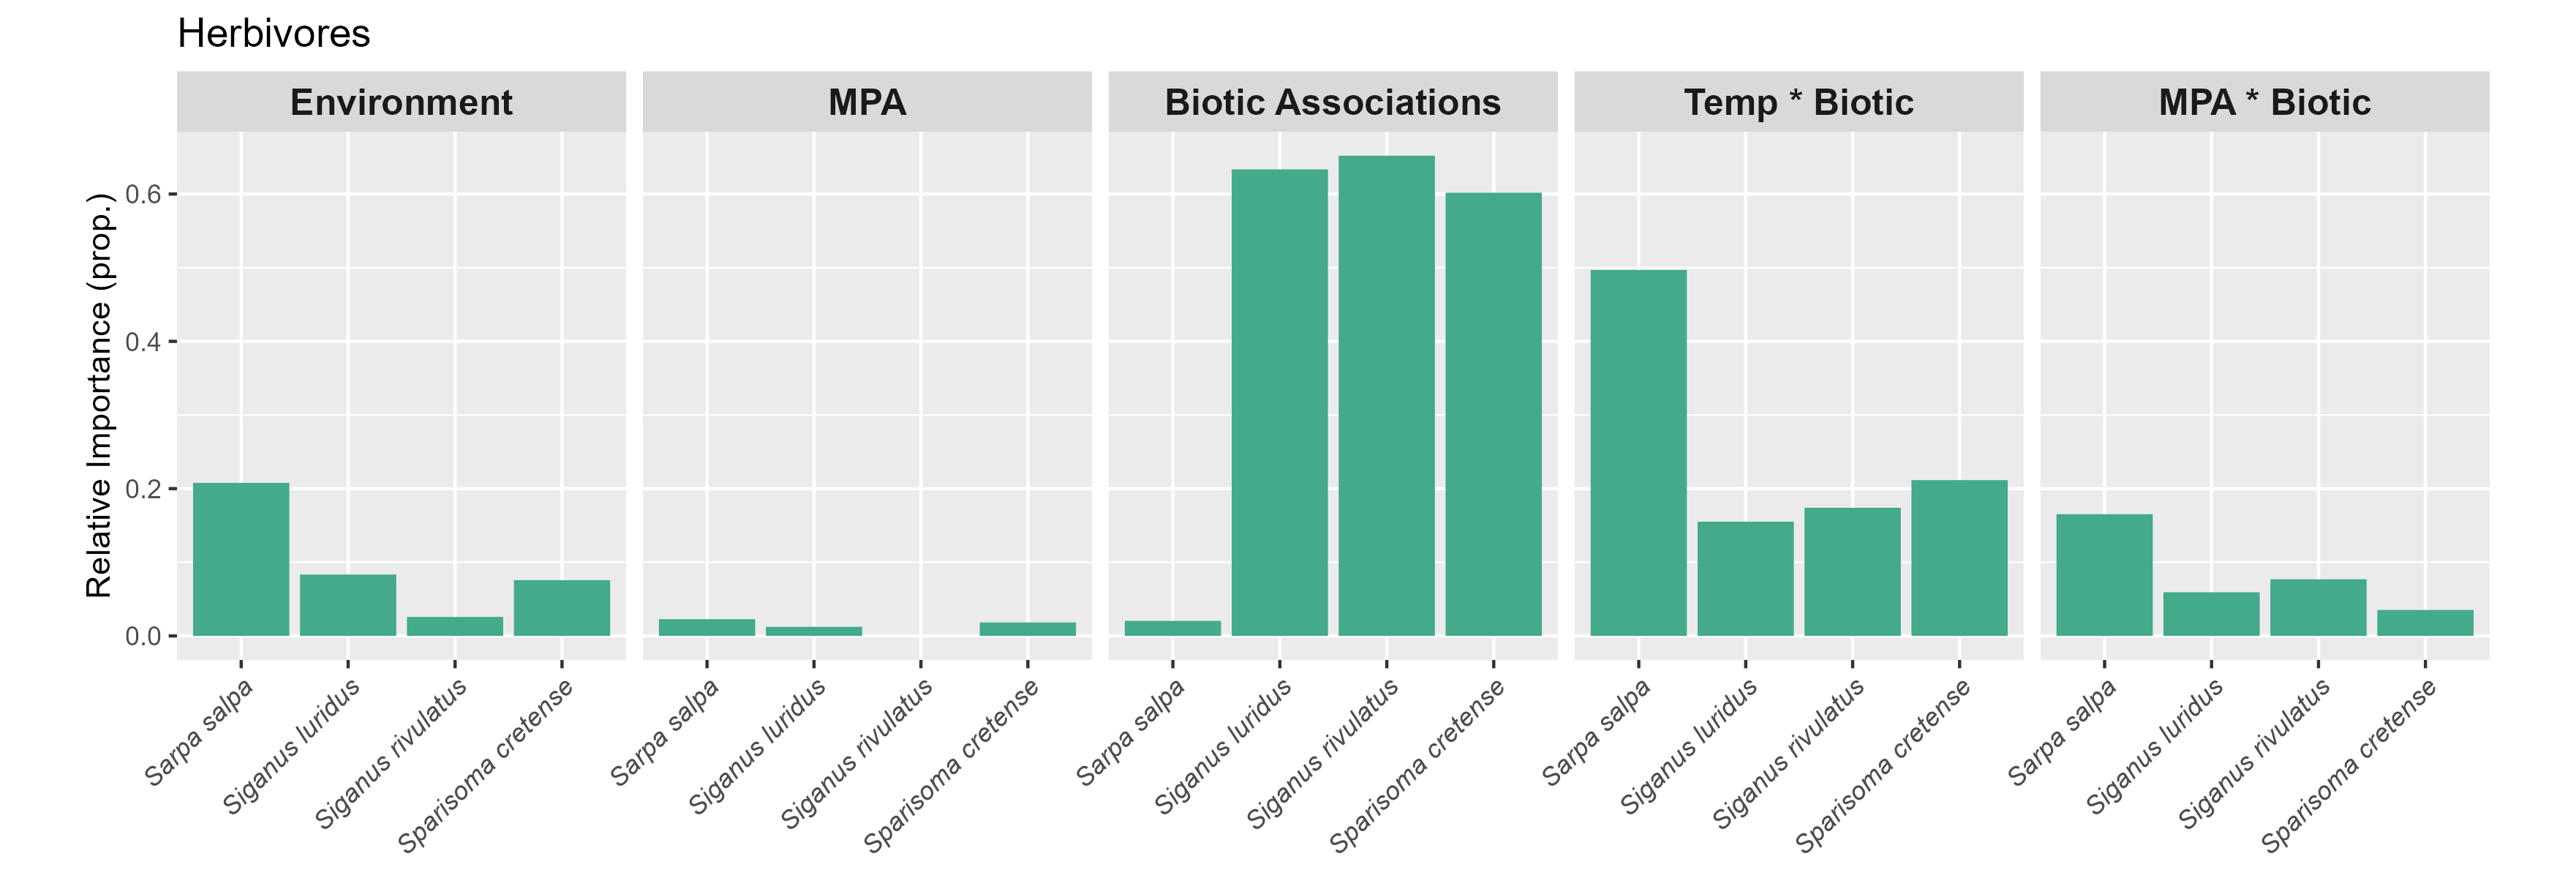 Herbivores
Environment
MPA
Biotic Associations
Temp * Biotic
MPA * Biotic
Relative Importance (prop.)
0.6
0.4
0.2
0.0
Sarpa salpa
Siganus luridus
Siganus rivulatus
Sparisoma cretense
Sarpa salpa
Siganus luridus
Siganus rivulatus
Sparisoma cretense
Sarpa salpa
Siganus luridus
Siganus rivulatus
Sparisoma cretense
Sarpa salpa
Siganus luridus
Siganus rivulatus
Sparisoma cretense
Sarpa salpa
Siganus luridus
Siganus rivulatus
Sparisoma cretense